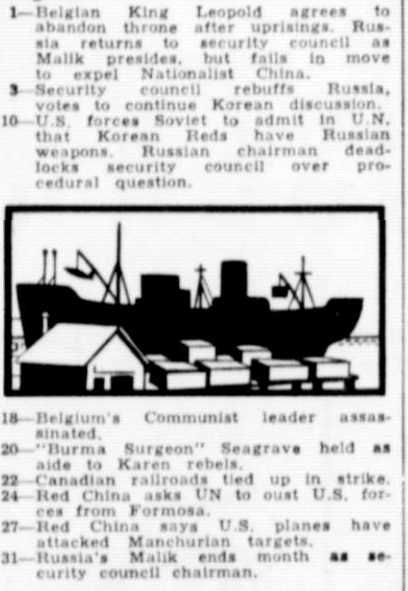 1—Belgian King Leopold agrees to
abandon throne after uprisings. Rus-
sia returns to security council as
Malik presides, but fails in move
to expel Nationalist China.
3—Security council rebuffs Russia,
votes to continue Korean discussion.
10—U.S. forces Soviet to admit in U.N.
that Korean Reds have Russian
weapons. Russian chairman dead-
locks security council over pro-
cedural question.
18—Belgium's Communist leader assas-
sinated.
20—"Burma Surgeon" Seagrave held as
aide to Karen rebels.
22—Canadian railroads tied up in strike.
24—Red China asks UN to oust U.S. for-
ces from Formosa.
27—Red China says U.S. planes have
attacked Manchurian targets.
31—Russia's Malik ends month as se-
curity council chairman.